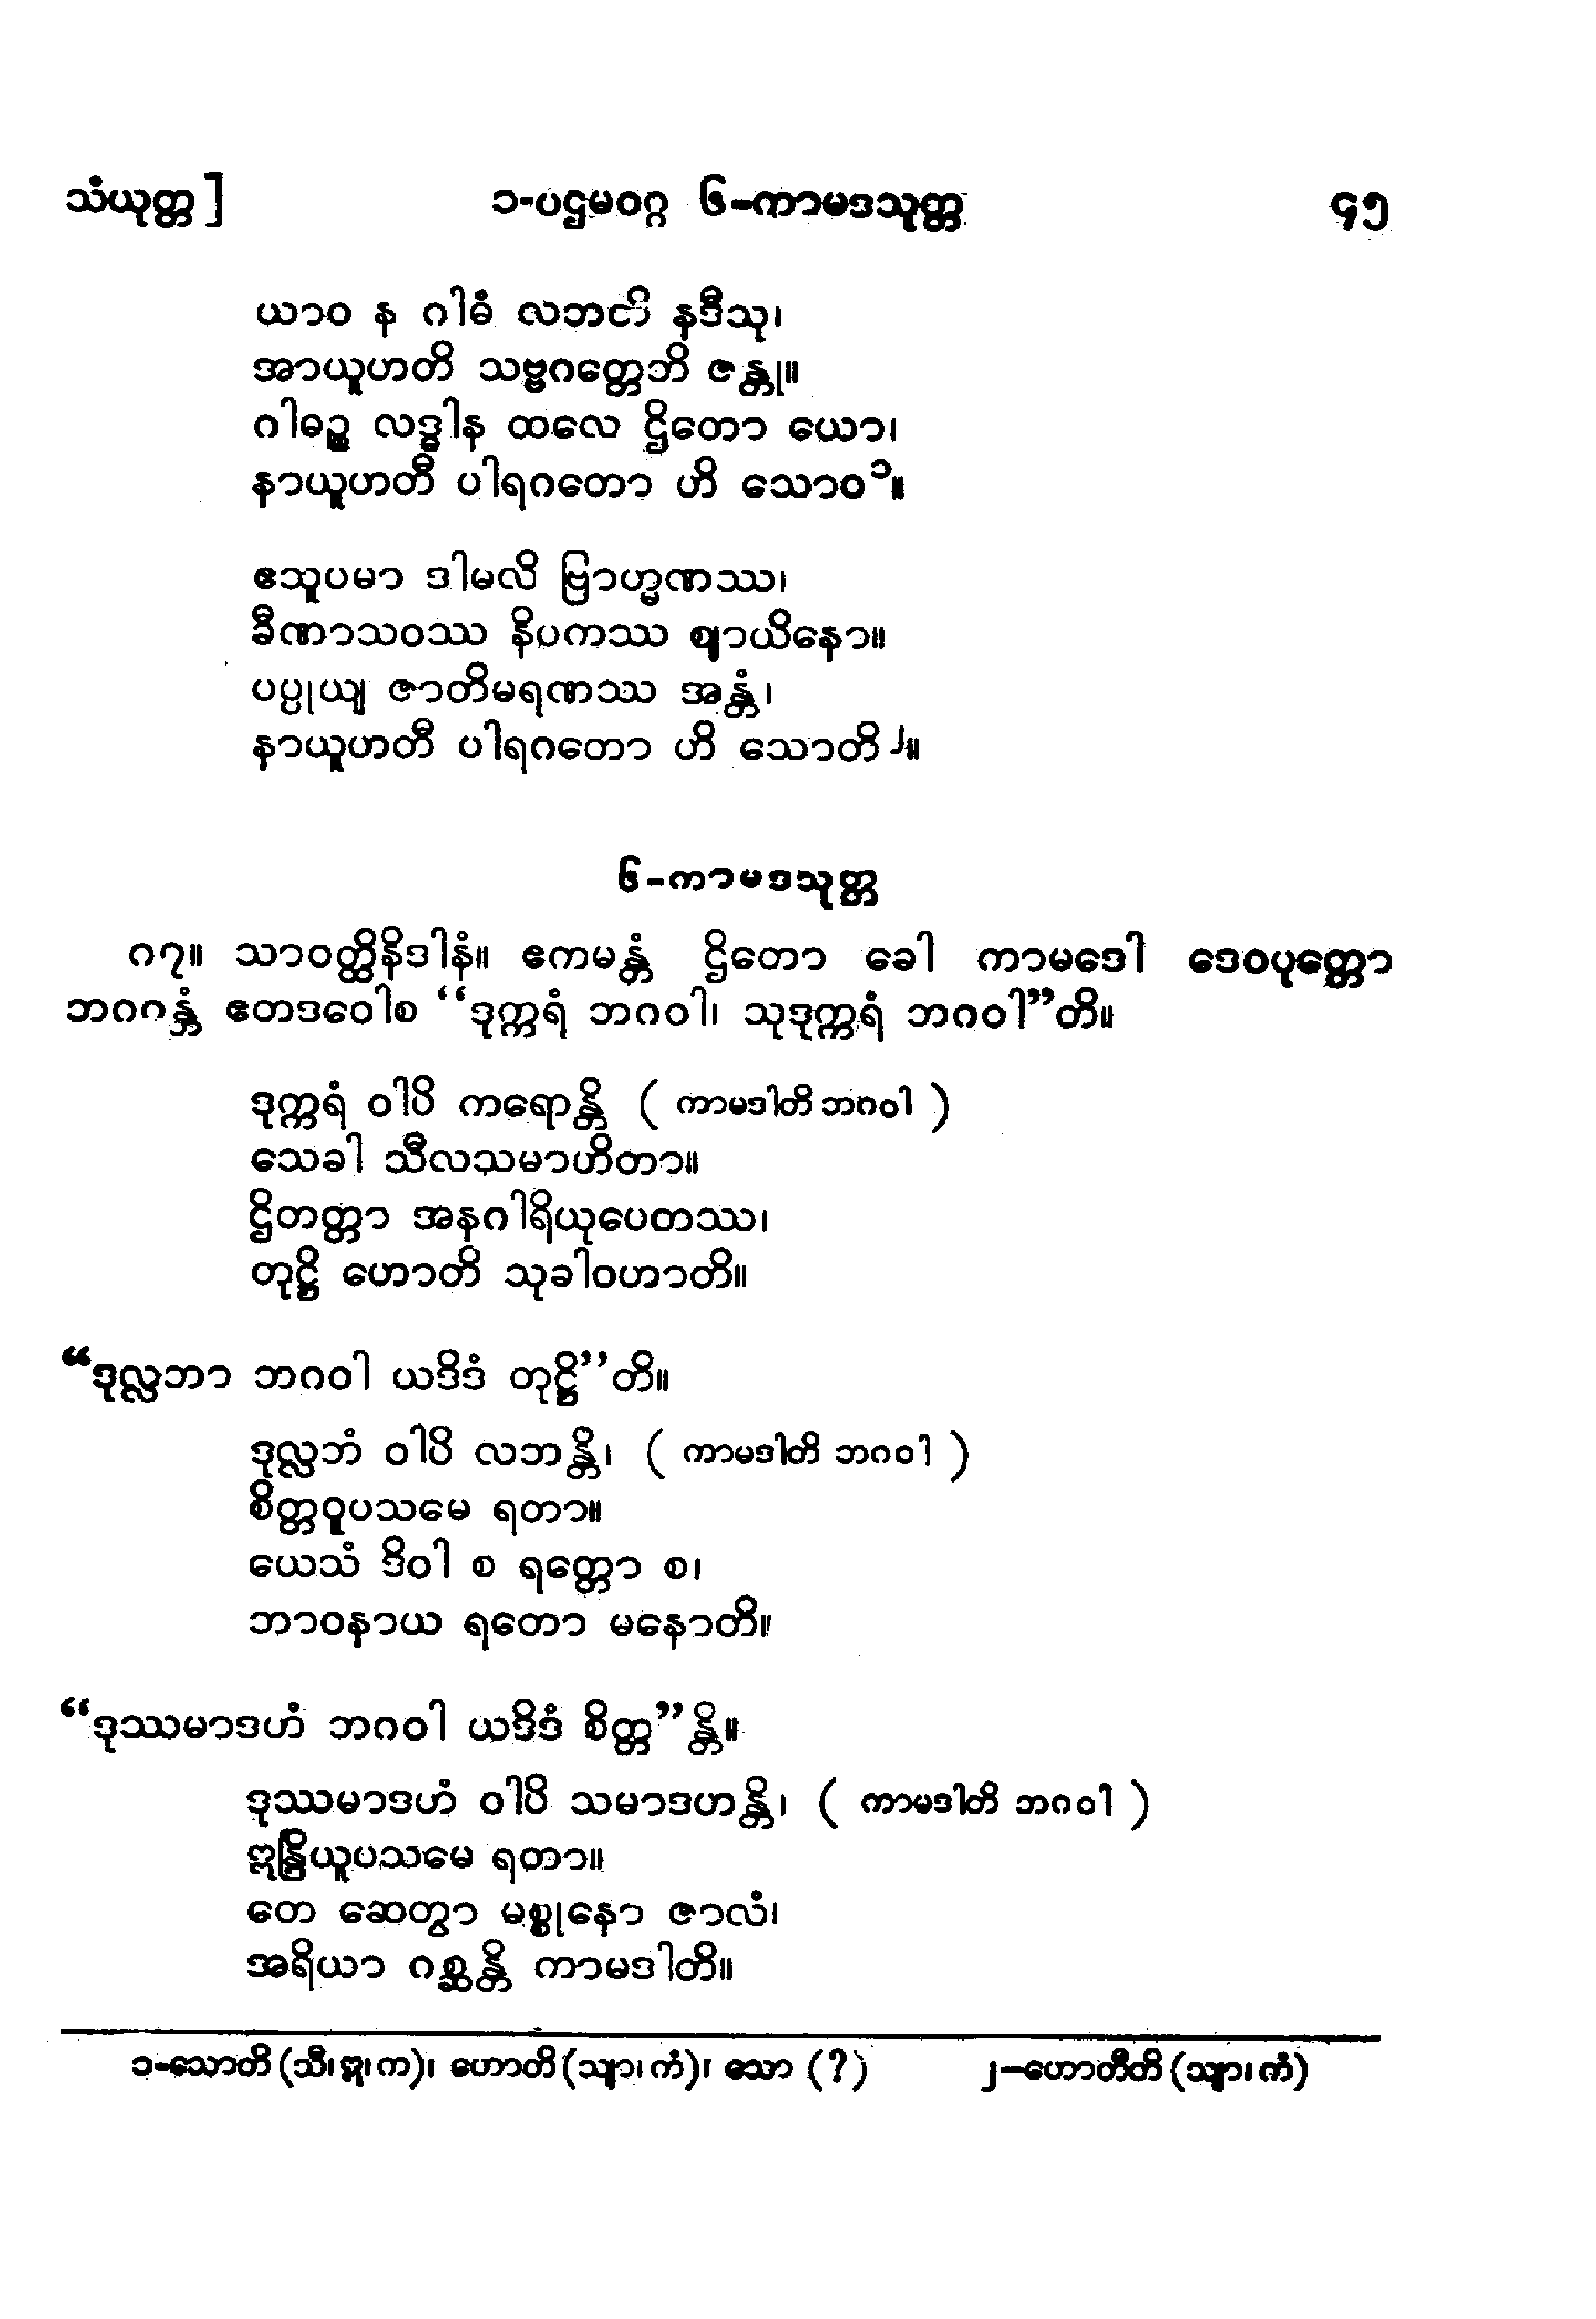 သံယုတ္တ] ၁-ပဌမဝဂ္ဂ ၆-ကာမဒသုတ္တ ၄၅
ယာဝ န ဂါဓံ လဘတိ နဒီသု၊
အာယူဟတိ သဗ္ဗဂတ္တေဘိ ဇန္တု။
ဂါဓဉ္စ လဒ္ဓါန ထလေ ဌိတော ယော၊
နာယူဟတီ ပါရဂတော ဟိ သောဝ၁။
ဧသူပမာ ဒါမလိ ဗြာဟ္မဏဿ၊
ခီဏာသဝဿ နိပကဿ ဈာယိနော။
ပပ္ပုယျ ဇာတိမရဏဿ အန္တံ၊
နာယူဟတီ ပါရဂတော ဟိ သောတိ၂။
၆-ကာမဒသုတ္တ
၈၇။ သာဝတ္ထိနိဒါနံ။ ဧကမန္တံ ဌိတော ခေါ ကာမဒေါ ဒေဝပုတ္တော
ဘဂဂန္တံ ဧတဒဝေါစ “ဒုက္ကရံ ဘဂဝါ၊ သုဒုက္ကရံ ဘဂဝါ”တိ။
ဒုက္ကရံ ဝါပိ ကရောန္တိ ( ကာမဒါတိ ဘဂဝါ )
သေခါ သီလသမာဟိတာ။
ဌိတတ္တာ အနဂါရိယုပေတဿ၊
တုဋ္ဌိ ဟောတိ သုခါဝဟာတိ။
“ဒုလ္လဘာ ဘဂဝါ ယဒိဒံ တုဋ္ဌိ”တိ။
ဒုလ္လဘံ ဝါပိ လဘန္တိ၊ ( ကာမဒါတိ ဘဂဝါ )
စိတ္တဝူပသမေ ရတာ။
ယေသံ ဒိဝါ စ ရတ္တော စ၊
ဘာဝနာယ ရတော မနောတိ။
“ဒုဿမာဒဟံ ဘဂဝါ ယဒိဒံ စိတ္တ”န္တိ။
ဒုဿမာဒဟံ ဝါပိ သမာဒဟန္တိ၊ ( ကာမဒါတိ ဘဂဝါ )
ဣန္ဒြိယူပသမေ ရတာ။
တေ ဆေတွာ မစ္စုနော ဇာလံ၊
အရိယာ ဂစ္ဆန္တိ ကာမဒါတိ။
၁-သောတိ (သီ၊ ဣ၊ က)၊ ဟောတိ (သျာ၊ ကံ)၊ သော (?) ၂-ဟောတီတိ (သျာ၊ ကံ)